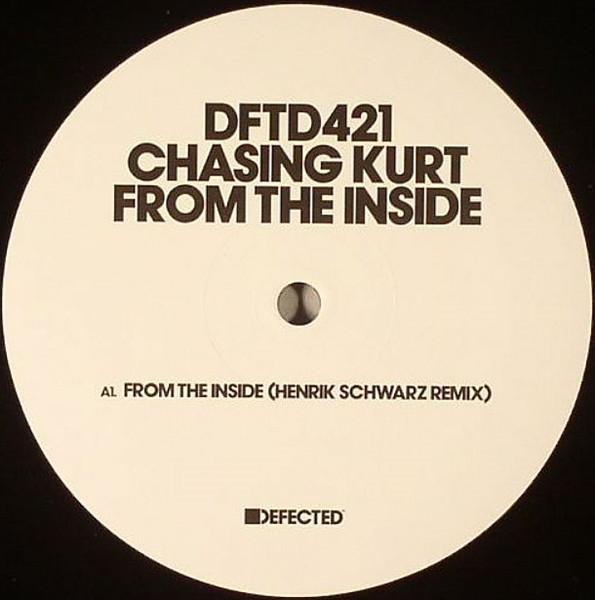 DFTD421
CHASING KURT
FROM THE INSIDE
A1. FROM THE INSIDE (HENRIK SCHWARZ REMIX)
DEFECTED